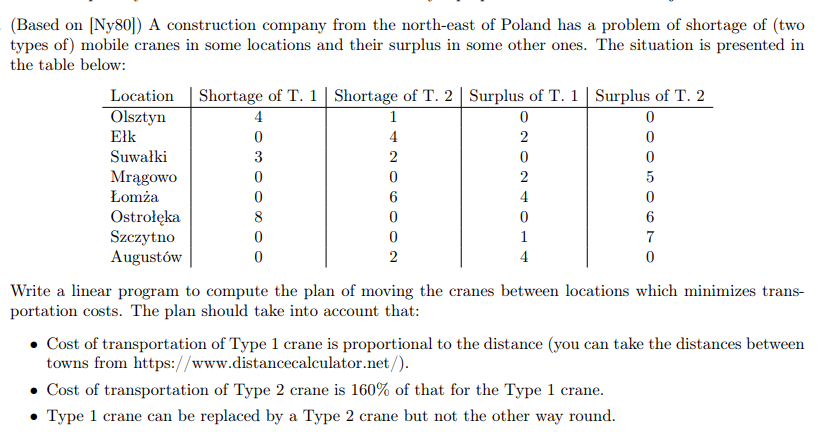 (Based on [Ny80]) A construction company from the north-east of Poland has a problem of shortage of (two
types of) mobile cranes in some locations and their surplus in some other ones. The situation is presented in
the table below:
Location Shortage of T. 1 Shortage of T. 2 Surplus of T. 1 Surplus of T. 2
Olsztyn 4 1 0 0
Ełk 0 4 2 0
Suwałki 3 2 0 0
Mrągowo 0 0 2 5
Łomża 0 6 4 0
Ostrołęka 8 0 0 6
Szczytno 0 0 1 7
Augustów 0 2 4 0
Write a linear program to compute the plan of moving the cranes between locations which minimizes trans-
portation costs. The plan should take into account that:
• Cost of transportation of Type 1 crane is proportional to the distance (you can take the distances between
towns from https://www.distancecalculator.net/).
• Cost of transportation of Type 2 crane is 160% of that for the Type 1 crane.
• Type 1 crane can be replaced by a Type 2 crane but not the other way round.